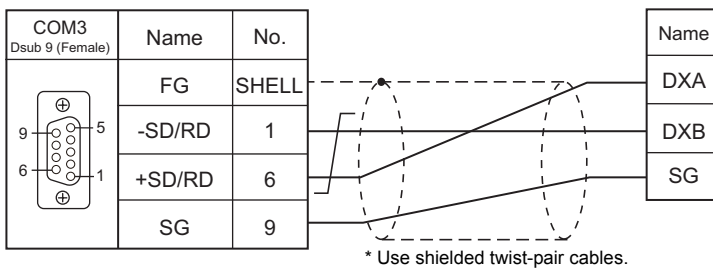 COM3
Dsub 9 (Female)
Name
No.
Name
FG
SHELL
DXA
9
5
-SD/RD
1
DXB
6
1
+SD/RD
6
SG
SG
9
* Use shielded twist-pair cables.